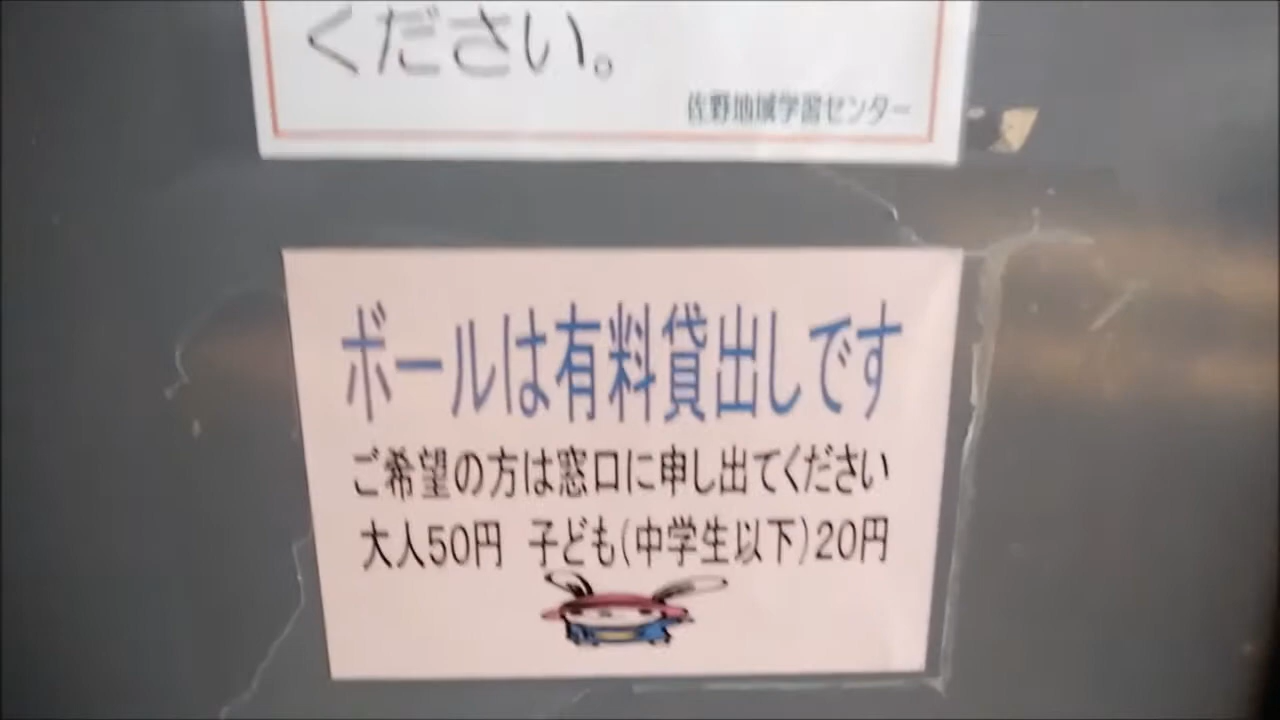 ください。
佐野地域学習センター
ボールは有料貸出しです
ご希望の方は窓口に申し出てください
大人50円 子ども(中学生以下)20円